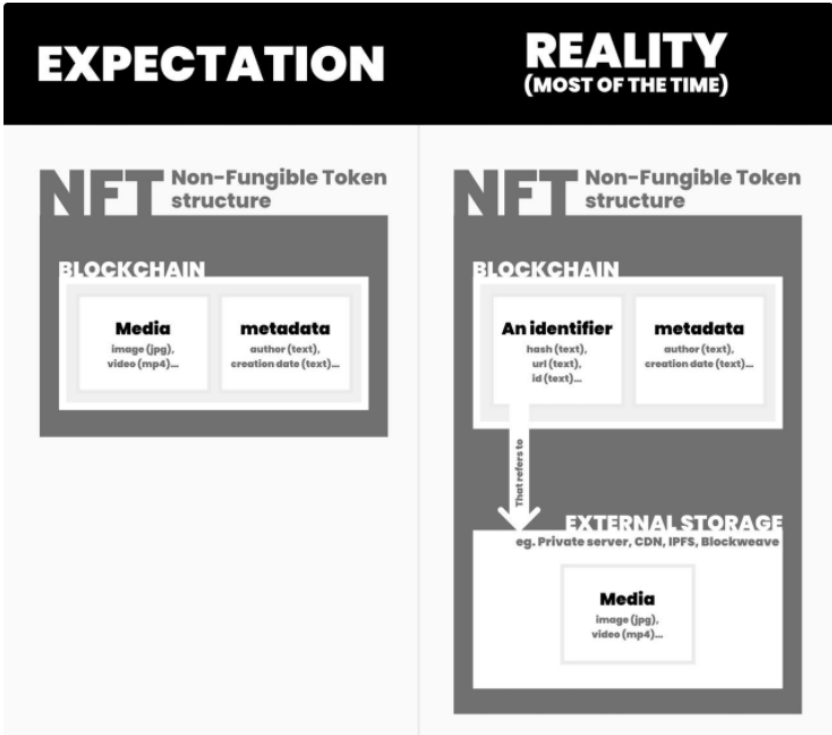 EXPECTATION
REALITY
(MOST OF THE TIME)
NFT Non-Fungible Token
structure
BLOCKCHAIN
Media
image (jpg),
video (mp4)...
metadata
author (text),
creation date (text)...
NFT Non-Fungible Token
structure
BLOCKCHAIN
An identifier
hash (text),
url (text),
id (text)...
metadata
author (text),
creation date (text)...
That refers to
EXTERNAL STORAGE
eg. Private server, CDN, IPFS, Blockweave
Media
image (jpg),
video (mp4)...